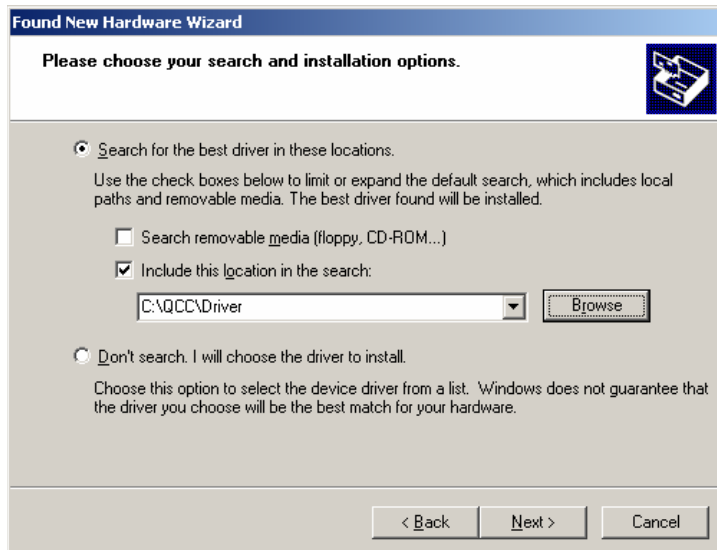 Found New Hardware Wizard
Please choose your search and installation options.
Search for the best driver in these locations.
Use the check boxes below to limit or expand the default search, which includes local
paths and removable media. The best driver found will be installed.
Search removable media (floppy, CD-ROM...)
Include this location in the search:
C:\QCC\Driver
Browse
Don't search. I will choose the driver to install.
Choose this option to select the device driver from a list.  Windows does not guarantee that
the driver you choose will be the best match for your hardware.
< Back Next > Cancel